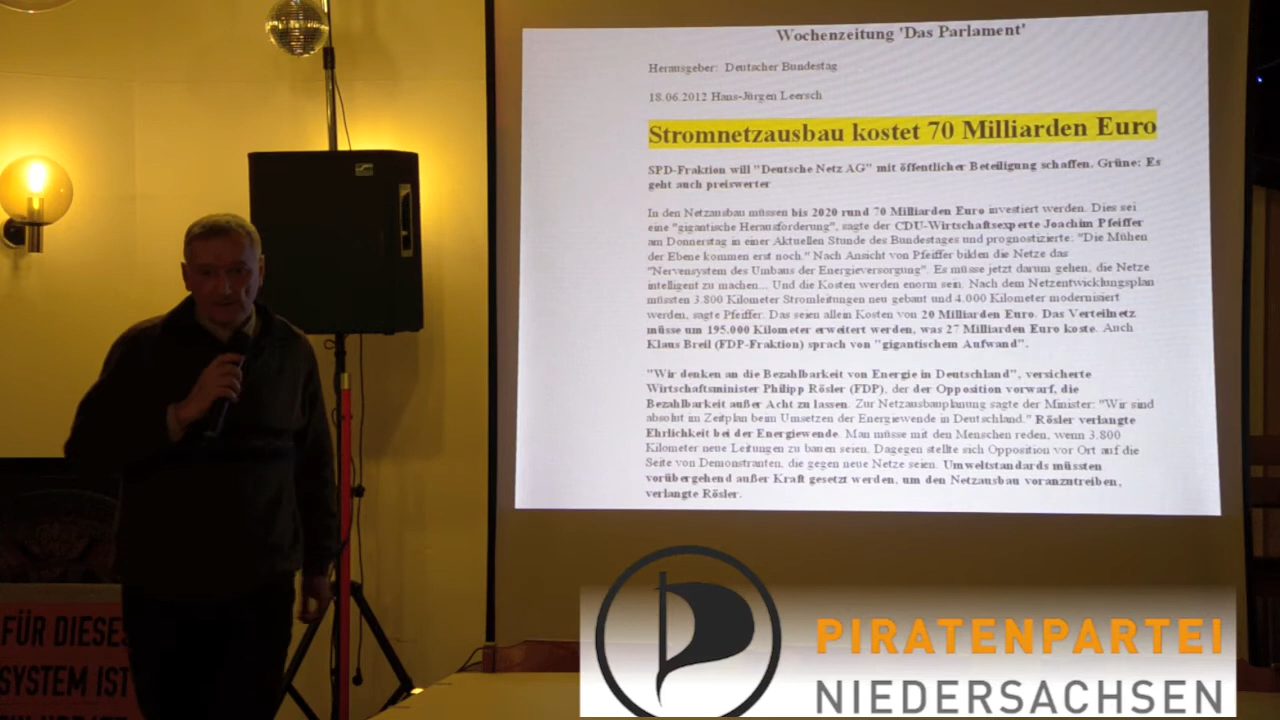 Wochenzeitung 'Das Parlament'
Herausgeber: Deutscher Bundestag
18.06.2012 Hans-Jürgen Leersch
Stromnetzausbau kostet 70 Milliarden Euro
SPD-Fraktion will "Deutsche Netz AG" mit öffentlicher Beteiligung schaffen. Grüne: Es
geht auch preiswerter
In den Netzausbau müssen bis 2020 rund 70 Milliarden Euro investiert werden. Dies sei
eine "gigantische Herausforderung", sagte der CDU-Wirtschaftsexperte Joachim Pfeiffer
am Donnerstag in einer Aktuellen Stunde des Bundestages und prognostizierte: "Die Mühen
der Ebene kommen erst noch." Nach Ansicht von Pfeiffer bilden die Netze das
"Nervensystem des Umbaus der Energieversorgung". Es müsse jetzt darum gehen, die Netze
intelligent zu machen... Und die Kosten werden enorm sein. Nach dem Netzentwicklungsplan
müssten 3.800 Kilometer Stromleitungen neu gebaut und 4.000 Kilometer modernisiert
werden, sagte Pfeiffer. Das seien allein Kosten von 20 Milliarden Euro. Das Verteilnetz
müsse um 195.000 Kilometer erweitert werden, was 27 Milliarden Euro koste. Auch
Klaus Breil (FDP-Fraktion) sprach von "gigantischem Aufwand".
"Wir denken an die Bezahlbarkeit von Energie in Deutschland", versicherte
Wirtschaftsminister Philipp Rösler (FDP), der der Opposition vorwarf, die
Bezahlbarkeit außer Acht zu lassen. Zur Netzausbauplanung sagte der Minister: "Wir sind
absolut im Zeitplan beim Umsetzen der Energiewende in Deutschland." Rösler verlangte
Ehrlichkeit bei der Energiewende. Man müsse mit den Menschen reden, wenn 3.800
Kilometer neue Leitungen zu bauen seien. Dagegen stellte sich Opposition vor Ort auf die
Seite von Demonstranten, die gegen neue Netze seien. Umweltstandards müssten
vorübergehend außer Kraft gesetzt werden, um den Netzausbau voranzutreiben,
verlangte Rösler.
FÜR DIESES
SYSTEM IST
PIRATENPARTEI
NIEDERSACHSEN